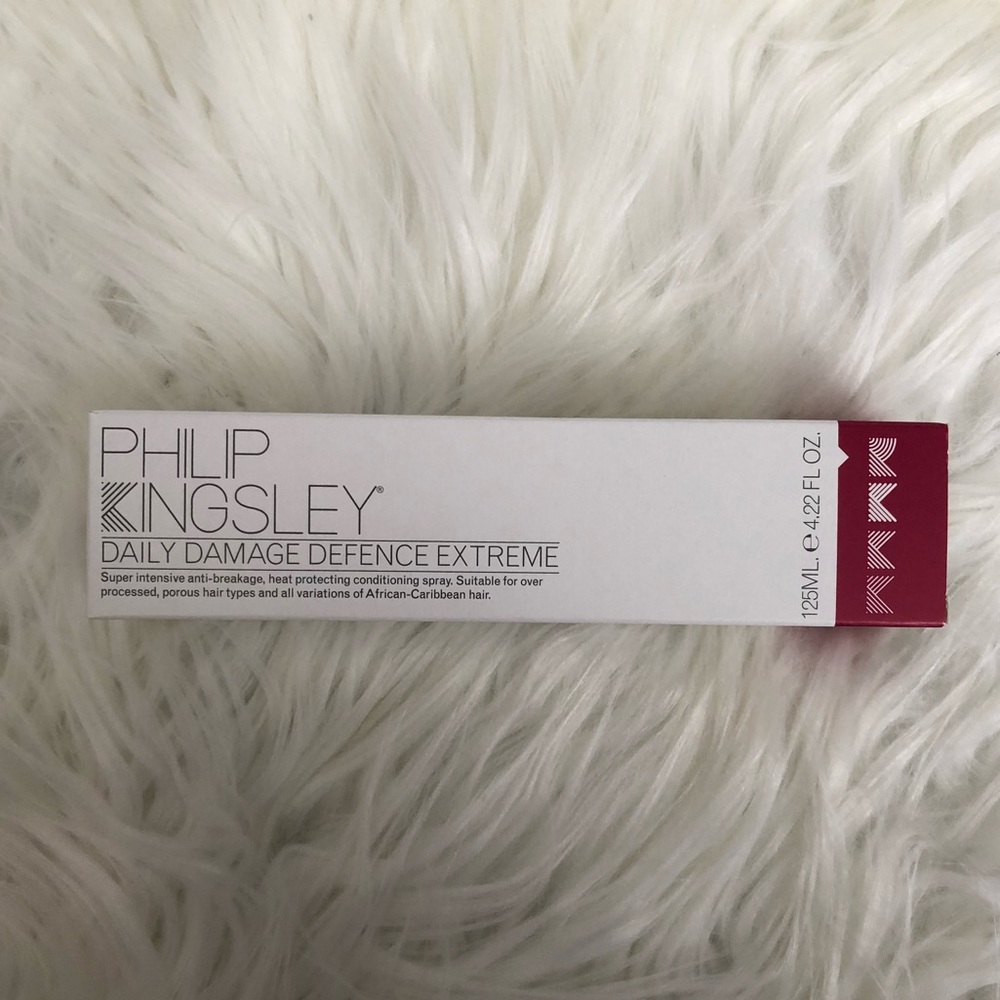 PHILIP
KINGSLEY®
DAILY DAMAGE DEFENCE EXTREME
Super intensive anti-breakage, heat protecting conditioning spray. Suitable for over
processed, porous hair types and all variations of African-Caribbean hair.
125ML. ℮ 4.22 FL OZ.